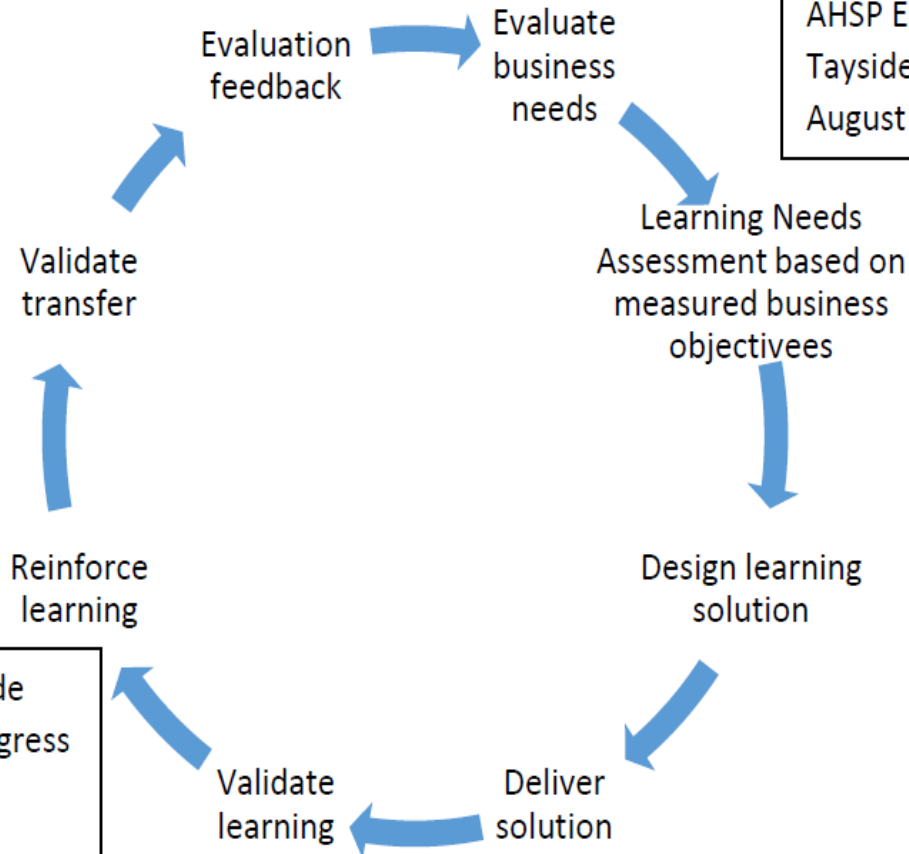 Evaluation
feedback
Evaluate
business
needs
AHSP E
Tayside
August
Learning Needs
Assessment based on
measured business
objectivees
Design learning
solution
Deliver
solution
Validate
learning
Reinforce
learning
de
gress
Validate
transfer